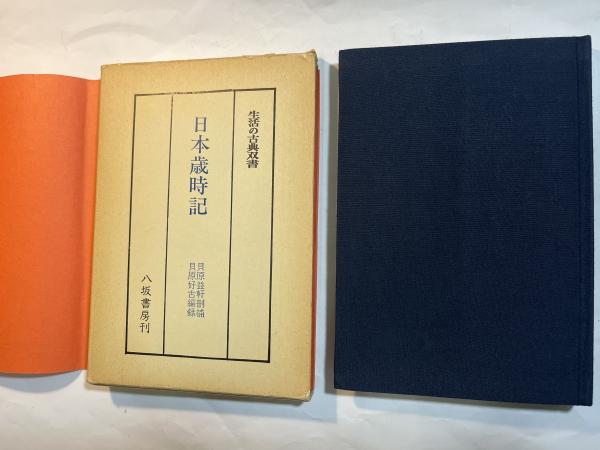 生活の古典双書
日本歳時記
貝原益軒刪補
貝原好古編録
八坂書房刊